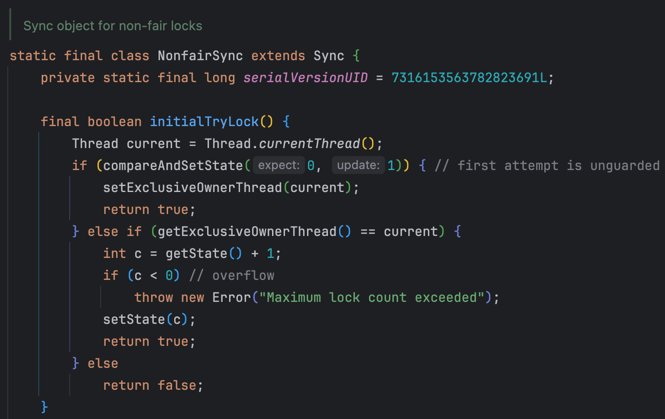 Sync object for non-fair locks
static final class NonfairSync extends Sync {
private static final long serialVersionUID = 7316153563782823691L;
final boolean initialTryLock() {
Thread current = Thread.currentThread();
if (compareAndSetState( expect: 0, update: 1)) { // first attempt is unguarded
setExclusiveOwnerThread(current);
return true;
} else if (getExclusiveOwnerThread() == current) {
int c = getState() + 1;
if (c < 0) // overflow
throw new Error("Maximum lock count exceeded");
setState(c);
return true;
} else
return false;
}